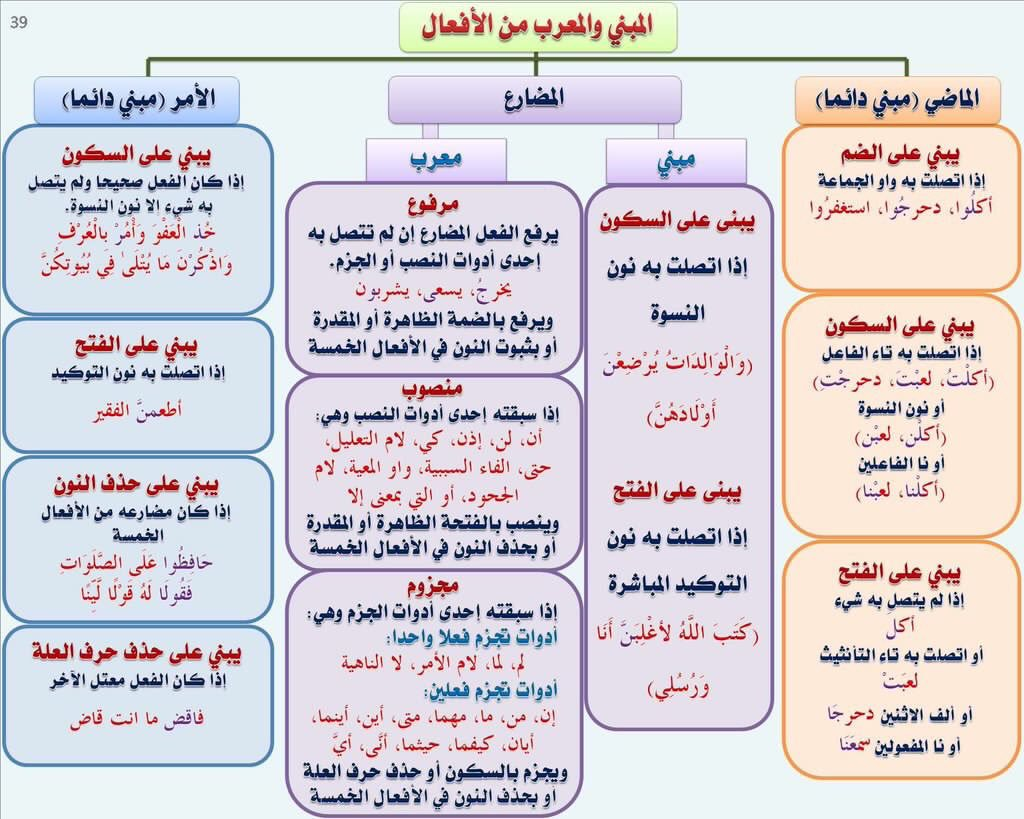 39
المبني والمعرب من الأفعال
الماضي (مبني دائما)
يبني على الضم
إذا اتصلت به واو الجماعة
أكلُوا، دحرجُوا، استغفرُوا
يبني على السكون
إذا اتصلت به تاء الفاعل
(أكلْتُ، لعبْتَ، دحرجْتِ)
أو نون النسوة
(أكلْن، لعبْن)
أو نا الفاعلين
(أكلْنا، لعبْنا)
يبني على الفتح
إذا لم يتصل به شيء
أكلَ
أو اتصلت به تاء التأنثيث
لعبَتْ
أو ألف الاثنين دحرجَا
أو نا المفعولين سمعَنَا
المضارع
مبني
يبنى على السكون
إذا اتصلت به نون
النسوة
(وَالْوَالِدَاتُ يُرْضِعْنَ
أَوْلَادَهُنَّ)
يبنى على الفتح
إذا اتصلت به نون
التوكيد المباشرة
(كَتَبَ اللَّهُ لأغْلِبَنَّ أَنَا
وَرُسُلِي)
معرب
مرفوع
يرفع الفعل المضارع إن لم تتصل به
إحدى أدوات النصب أو الجزم.
يخرجُ، يسعى، يشربون
ويرفع بالضمة الظاهرة أو المقدرة
أو بثبوت النون في الأفعال الخمسة
منصوب
إذا سبقته إحدى أدوات النصب وهي:
أن، لن، إذن، كي، لام التعليل،
حتى، الفاء السببية، واو المعية، لام
الجحود، أو التي بمعنى إلا
وينصب بالفتحة الظاهرة أو المقدرة
أو بحذف النون في الأفعال الخمسة
مجزوم
إذا سبقته إحدى أدوات الجزم وهي:
أدوات تجزم فعلا واحدا:
لم، لما، لام الأمر، لا الناهية
أدوات تجزم فعلين:
إن، من، ما، مهما، متى، أين، أينما،
أيان، كيفما، حيثما، أنَّى، أيَّ
ويجزم بالسكون أو حذف حرف العلة
أو بحذف النون في الأفعال الخمسة
الأمر (مبني دائما)
يبني على السكون
إذا كان الفعل صحيحا ولم يتصل
به شيء الا نون النسوة.
خُذِ الْعَفْوَ وَأْمُرْ بِالْعُرْفِ
وَاذْكُرْنَ مَا يُتْلَىٰ فِي بُيُوتِكُنَّ
يبني على الفتح
إذا اتصلت به نون التوكيد
أطعمنَّ الفقير
يبني على حذف النون
إذا كان مضارعه من الأفعال
الخمسة
حَافِظُوا عَلَى الصَّلَوَاتِ
فَقُولَا لَهُ قَوْلًا لَيِّنًا
يبني على حذف حرف العلة
إذا كان الفعل معتل الآخر
فاقض ما انت قاض